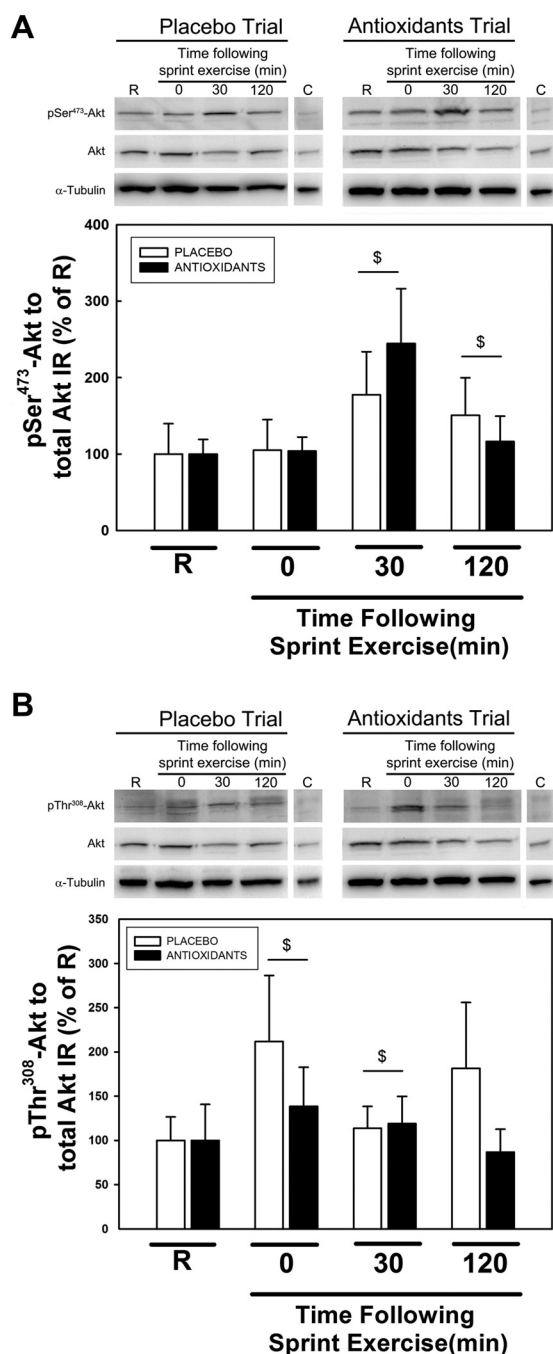 A
Placebo Trial Antioxidants Trial
Time following sprint exercise (min) Time following sprint exercise (min)
R 0 30 120 C R 0 30 120 C
pSer473-Akt
Akt
α-Tubulin
400
300
200
100
0
PLACEBO
ANTIOXIDANTS
$
$
pSer473-Akt to
total Akt IR (% of R)
R 0 30 120
Time Following
Sprint Exercise(min)
B
Placebo Trial Antioxidants Trial
Time following sprint exercise (min) Time following sprint exercise (min)
R 0 30 120 C R 0 30 120 C
pThr308-Akt
Akt
α-Tubulin
350
300
250
200
150
100
50
0
PLACEBO
ANTIOXIDANTS
$
$
pThr308-Akt to
total Akt IR (% of R)
R 0 30 120
Time Following
Sprint Exercise(min)